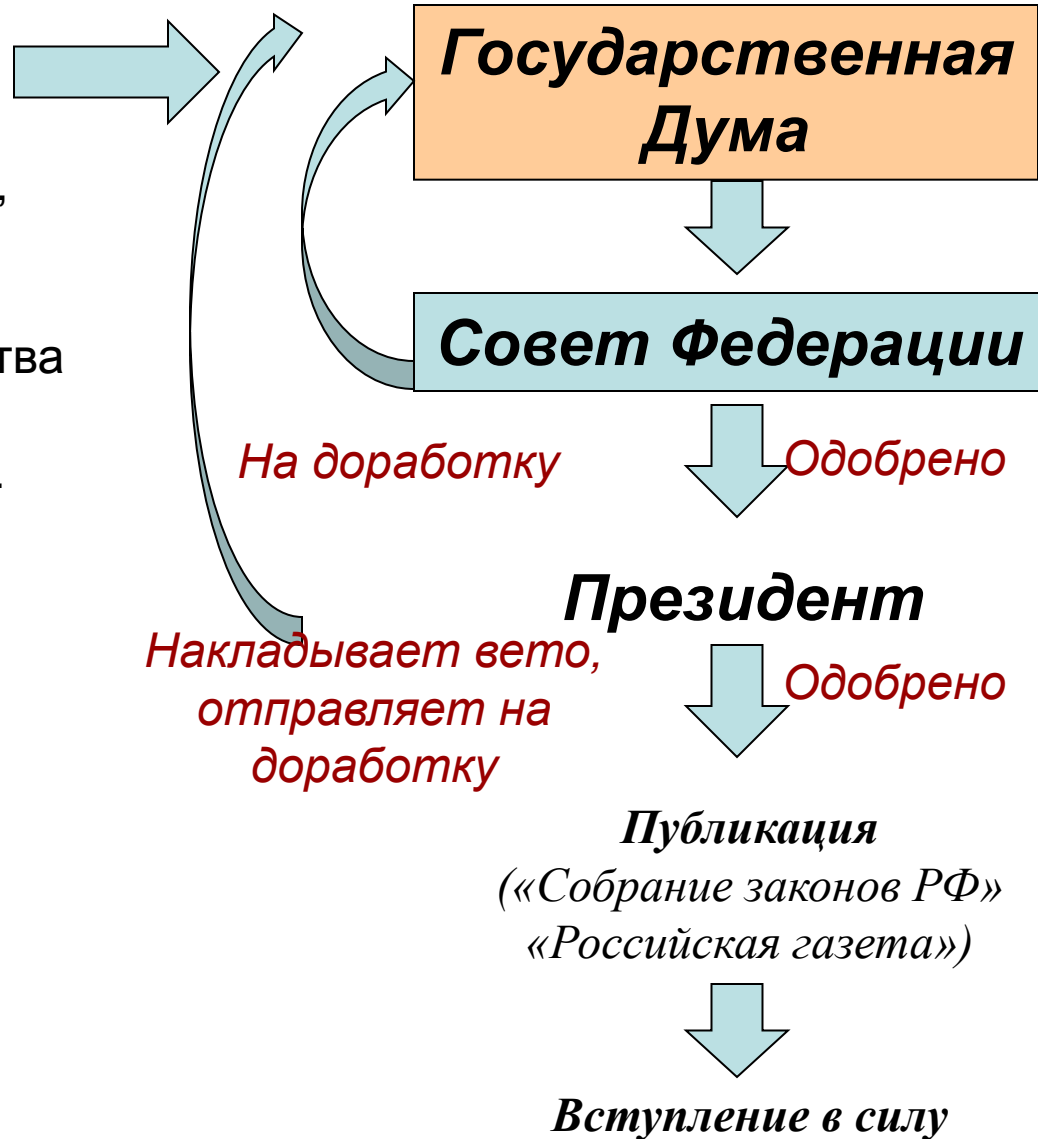 Государственная
Дума
,
Совет Федерации
тва
На доработку
Одобрено
.
Президент
Накладывает вето,
отправляет на
доработку
Одобрено
Публикация
(«Собрание законов РФ»
«Российская газета»)
Вступление в силу